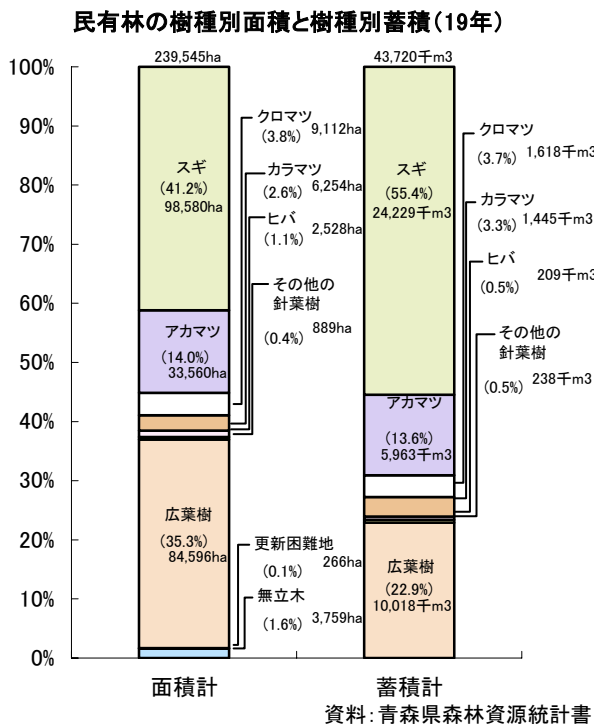 民有林の樹種別面積と樹種別蓄積(19年)
239,545ha
43,720千m3
100%
90%
80%
70%
60%
50%
40%
30%
20%
10%
0%
スギ
(41.2%)
98,580ha
アカマツ
(14.0%)
33,560ha
広葉樹
(35.3%)
84,596ha
クロマツ
(3.8%) 9,112ha
カラマツ
(2.6%) 6,254ha
ヒバ
(1.1%) 2,528ha
その他の
針葉樹
(0.4%) 889ha
更新困難地
(0.1%) 266ha
無立木
(1.6%) 3,759ha
スギ
(55.4%)
24,229千m3
アカマツ
(13.6%)
5,963千m3
広葉樹
(22.9%)
10,018千m3
クロマツ
(3.7%) 1,618千m3
カラマツ
(3.3%) 1,445千m3
ヒバ
(0.5%) 209千m3
その他の
針葉樹
(0.5%) 238千m3
面積計
蓄積計
資料:青森県森林資源統計書